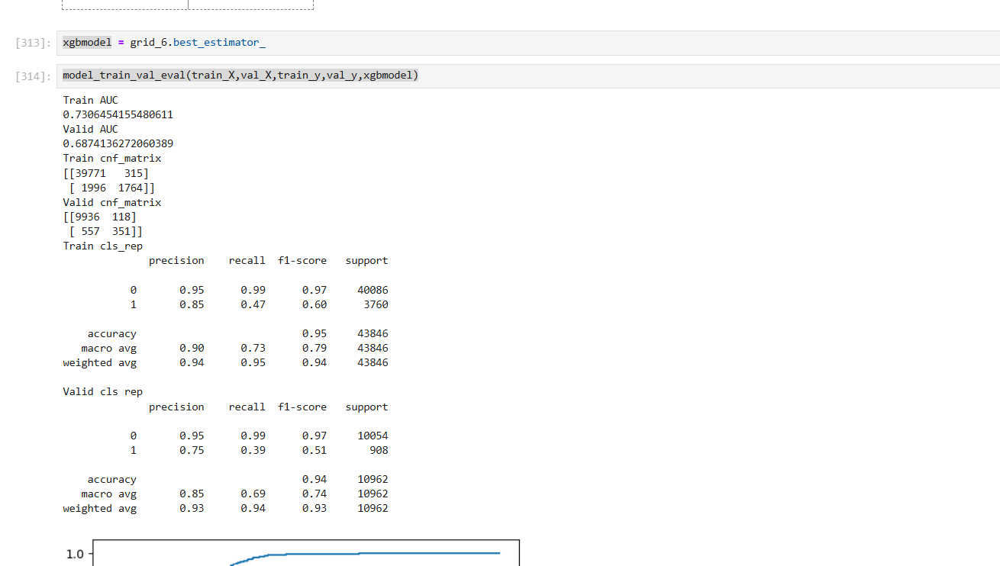 [313]: xgbmodel = grid_6.best_estimator_
[314]: model_train_val_eval(train_X,val_X,train_y,val_y,xgbmodel)
Train AUC
0.7306454155480611
Valid AUC
0.6874136272060389
Train cnf_matrix
[[39771   315]
 [ 1996  1764]]
Valid cnf_matrix
[[9936  118]
 [ 557  351]]
Train cls_rep
              precision    recall  f1-score   support

           0       0.95      0.99      0.97     40086
           1       0.85      0.47      0.60      3760

    accuracy                           0.95     43846
   macro avg       0.90      0.73      0.79     43846
weighted avg       0.94      0.95      0.94     43846

Valid cls rep
              precision    recall  f1-score   support

           0       0.95      0.99      0.97     10054
           1       0.75      0.39      0.51       908

    accuracy                           0.94     10962
   macro avg       0.85      0.69      0.74     10962
weighted avg       0.93      0.94      0.93     10962

1.0